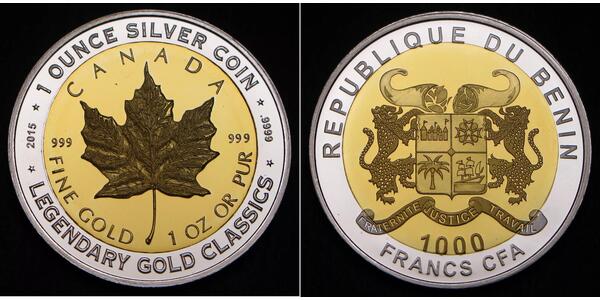 1 OUNCE SILVER COIN
CANADA
2015
999
999
9999.
FINE GOLD 1 OZ OR PUR
LEGENDARY GOLD CLASSICS
REPUBLIQUE DU BENIN
FRATERNITE JUSTICE TRAVAIL
1000
FRANCS CFA